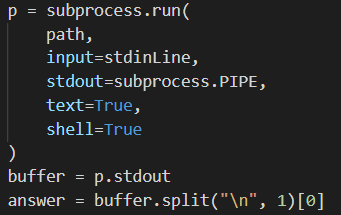 p = subprocess.run(
    path,
    input=stdinLine,
    stdout=subprocess.PIPE,
    text=True,
    shell=True
)
buffer = p.stdout
answer = buffer.split("\n", 1)[0]